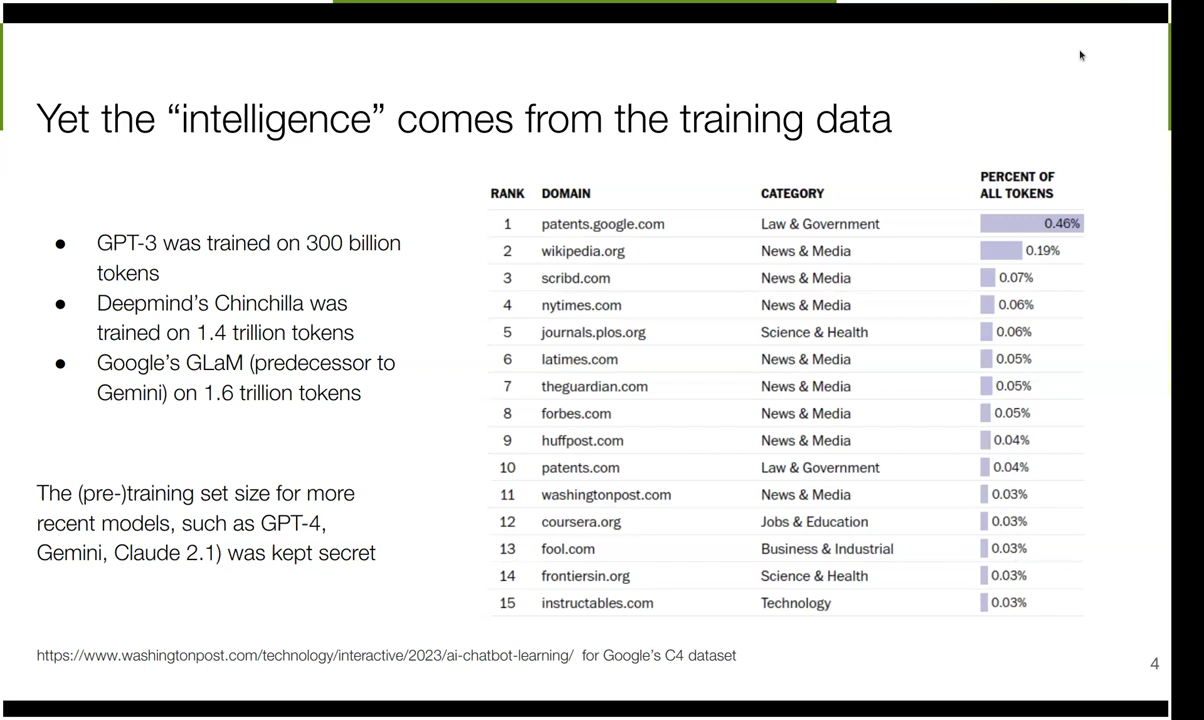 Yet the “intelligence” comes from the training data
● GPT-3 was trained on 300 billion
tokens
● Deepmind’s Chinchilla was
trained on 1.4 trillion tokens
● Google’s GLaM (predecessor to
Gemini) on 1.6 trillion tokens
The (pre-)training set size for more
recent models, such as GPT-4,
Gemini, Claude 2.1) was kept secret
PERCENT OF
RANK DOMAIN CATEGORY ALL TOKENS
1 patents.google.com Law & Government 0.46%
2 wikipedia.org News & Media 0.19%
3 scribd.com News & Media 0.07%
4 nytimes.com News & Media 0.06%
5 journals.plos.org Science & Health 0.06%
6 latimes.com News & Media 0.05%
7 theguardian.com News & Media 0.05%
8 forbes.com News & Media 0.05%
9 huffpost.com News & Media 0.04%
10 patents.com Law & Government 0.04%
11 washingtonpost.com News & Media 0.03%
12 coursera.org Jobs & Education 0.03%
13 fool.com Business & Industrial 0.03%
14 frontiersin.org Science & Health 0.03%
15 instructables.com Technology 0.03%
https://www.washingtonpost.com/technology/interactive/2023/ai-chatbot-learning/ for Google’s C4 dataset
4